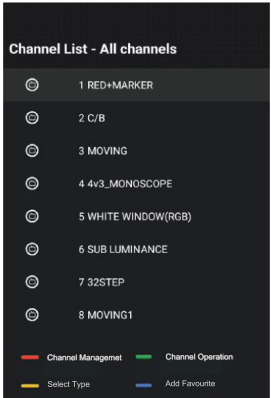 Channel List - All channels
1 RED+MARKER
2 C/B
3 MOVING
4 4v3_MONOSCOPE
5 WHITE WINDOW(RGB)
6 SUB LUMINANCE
7 32STEP
8 MOVING1
Channel Managemet Channel Operation
Select Type Add Favourite